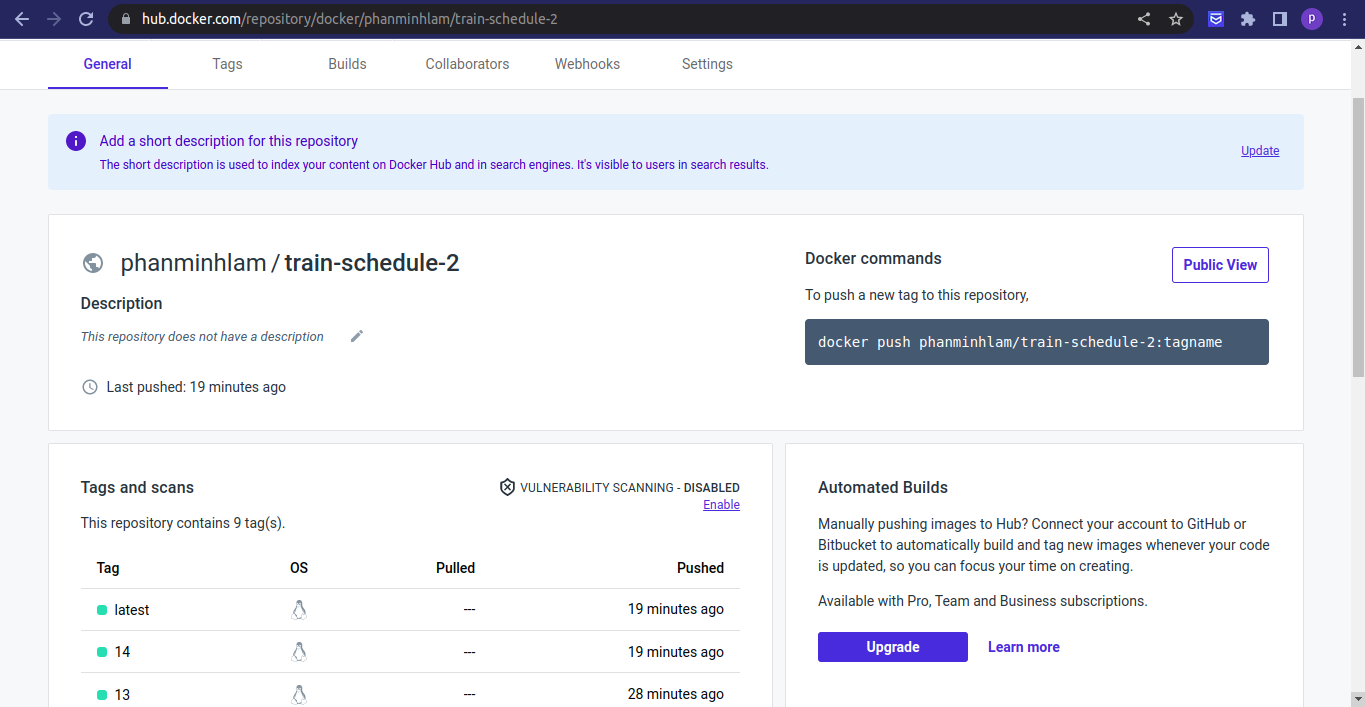 hub.docker.com/repository/docker/phanminhlam/train-schedule-2
P
General Tags Builds Collaborators Webhooks Settings
i
Add a short description for this repository
The short description is used to index your content on Docker Hub and in search engines. It's visible to users in search results.
Update
phanminhlam / train-schedule-2
Description
This repository does not have a description
Last pushed: 19 minutes ago
Docker commands
Public View
To push a new tag to this repository,
docker push phanminhlam/train-schedule-2:tagname
Tags and scans
VULNERABILITY SCANNING - DISABLED
Enable
This repository contains 9 tag(s).
Tag OS Pulled Pushed
latest --- 19 minutes ago
14 --- 19 minutes ago
13 --- 28 minutes ago
Automated Builds
Manually pushing images to Hub? Connect your account to GitHub or
Bitbucket to automatically build and tag new images whenever your code
is updated, so you can focus your time on creating.
Available with Pro, Team and Business subscriptions.
Upgrade Learn more